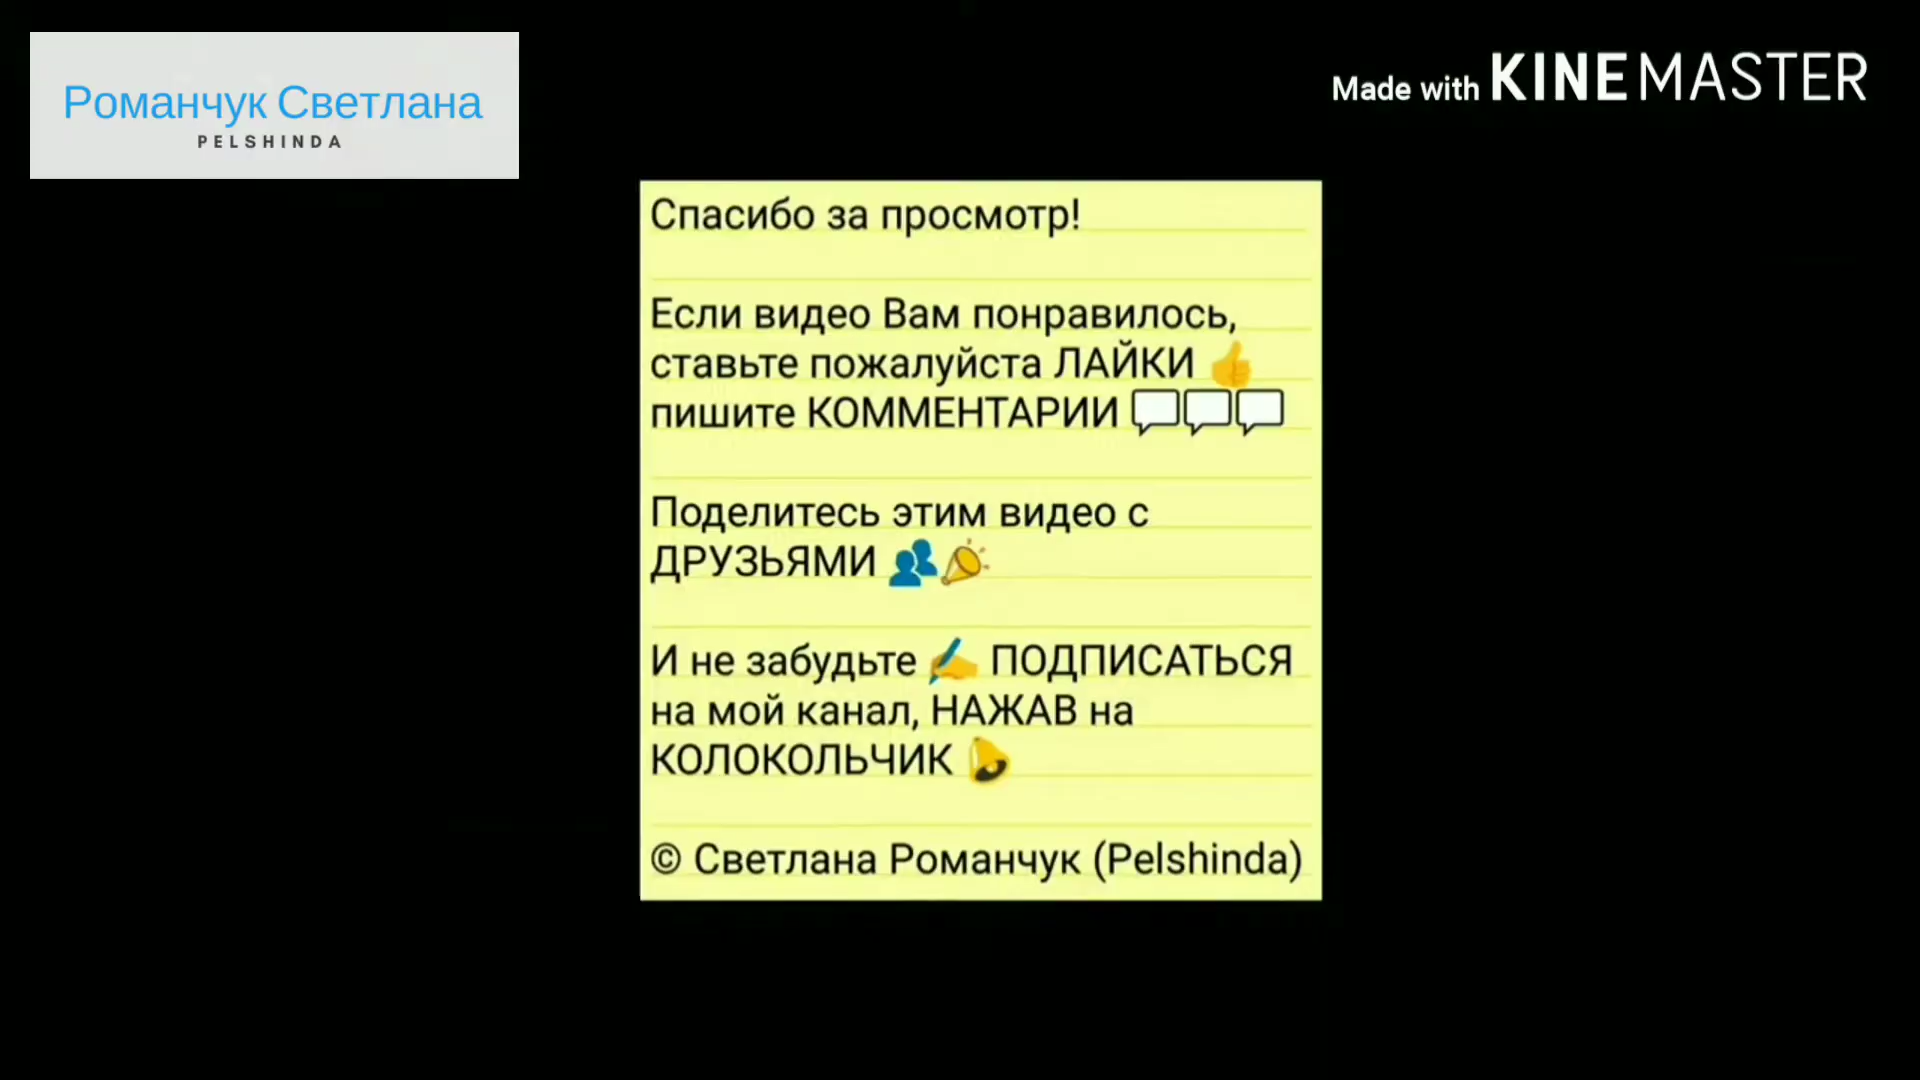 Романчук Светлана
PELSHINDA
Made with KINEMASTER
Спасибо за просмотр!
Если видео Вам понравилось,
ставьте пожалуйста ЛАЙКИ 👍
пишите КОММЕНТАРИИ 💬💬💬
Поделитесь этим видео с
ДРУЗЬЯМИ 👥📣
И не забудьте ✍ ПОДПИСАТЬСЯ
на мой канал, НАЖАВ на
КОЛОКОЛЬЧИК 🔔
© Светлана Романчук (Pelshinda)